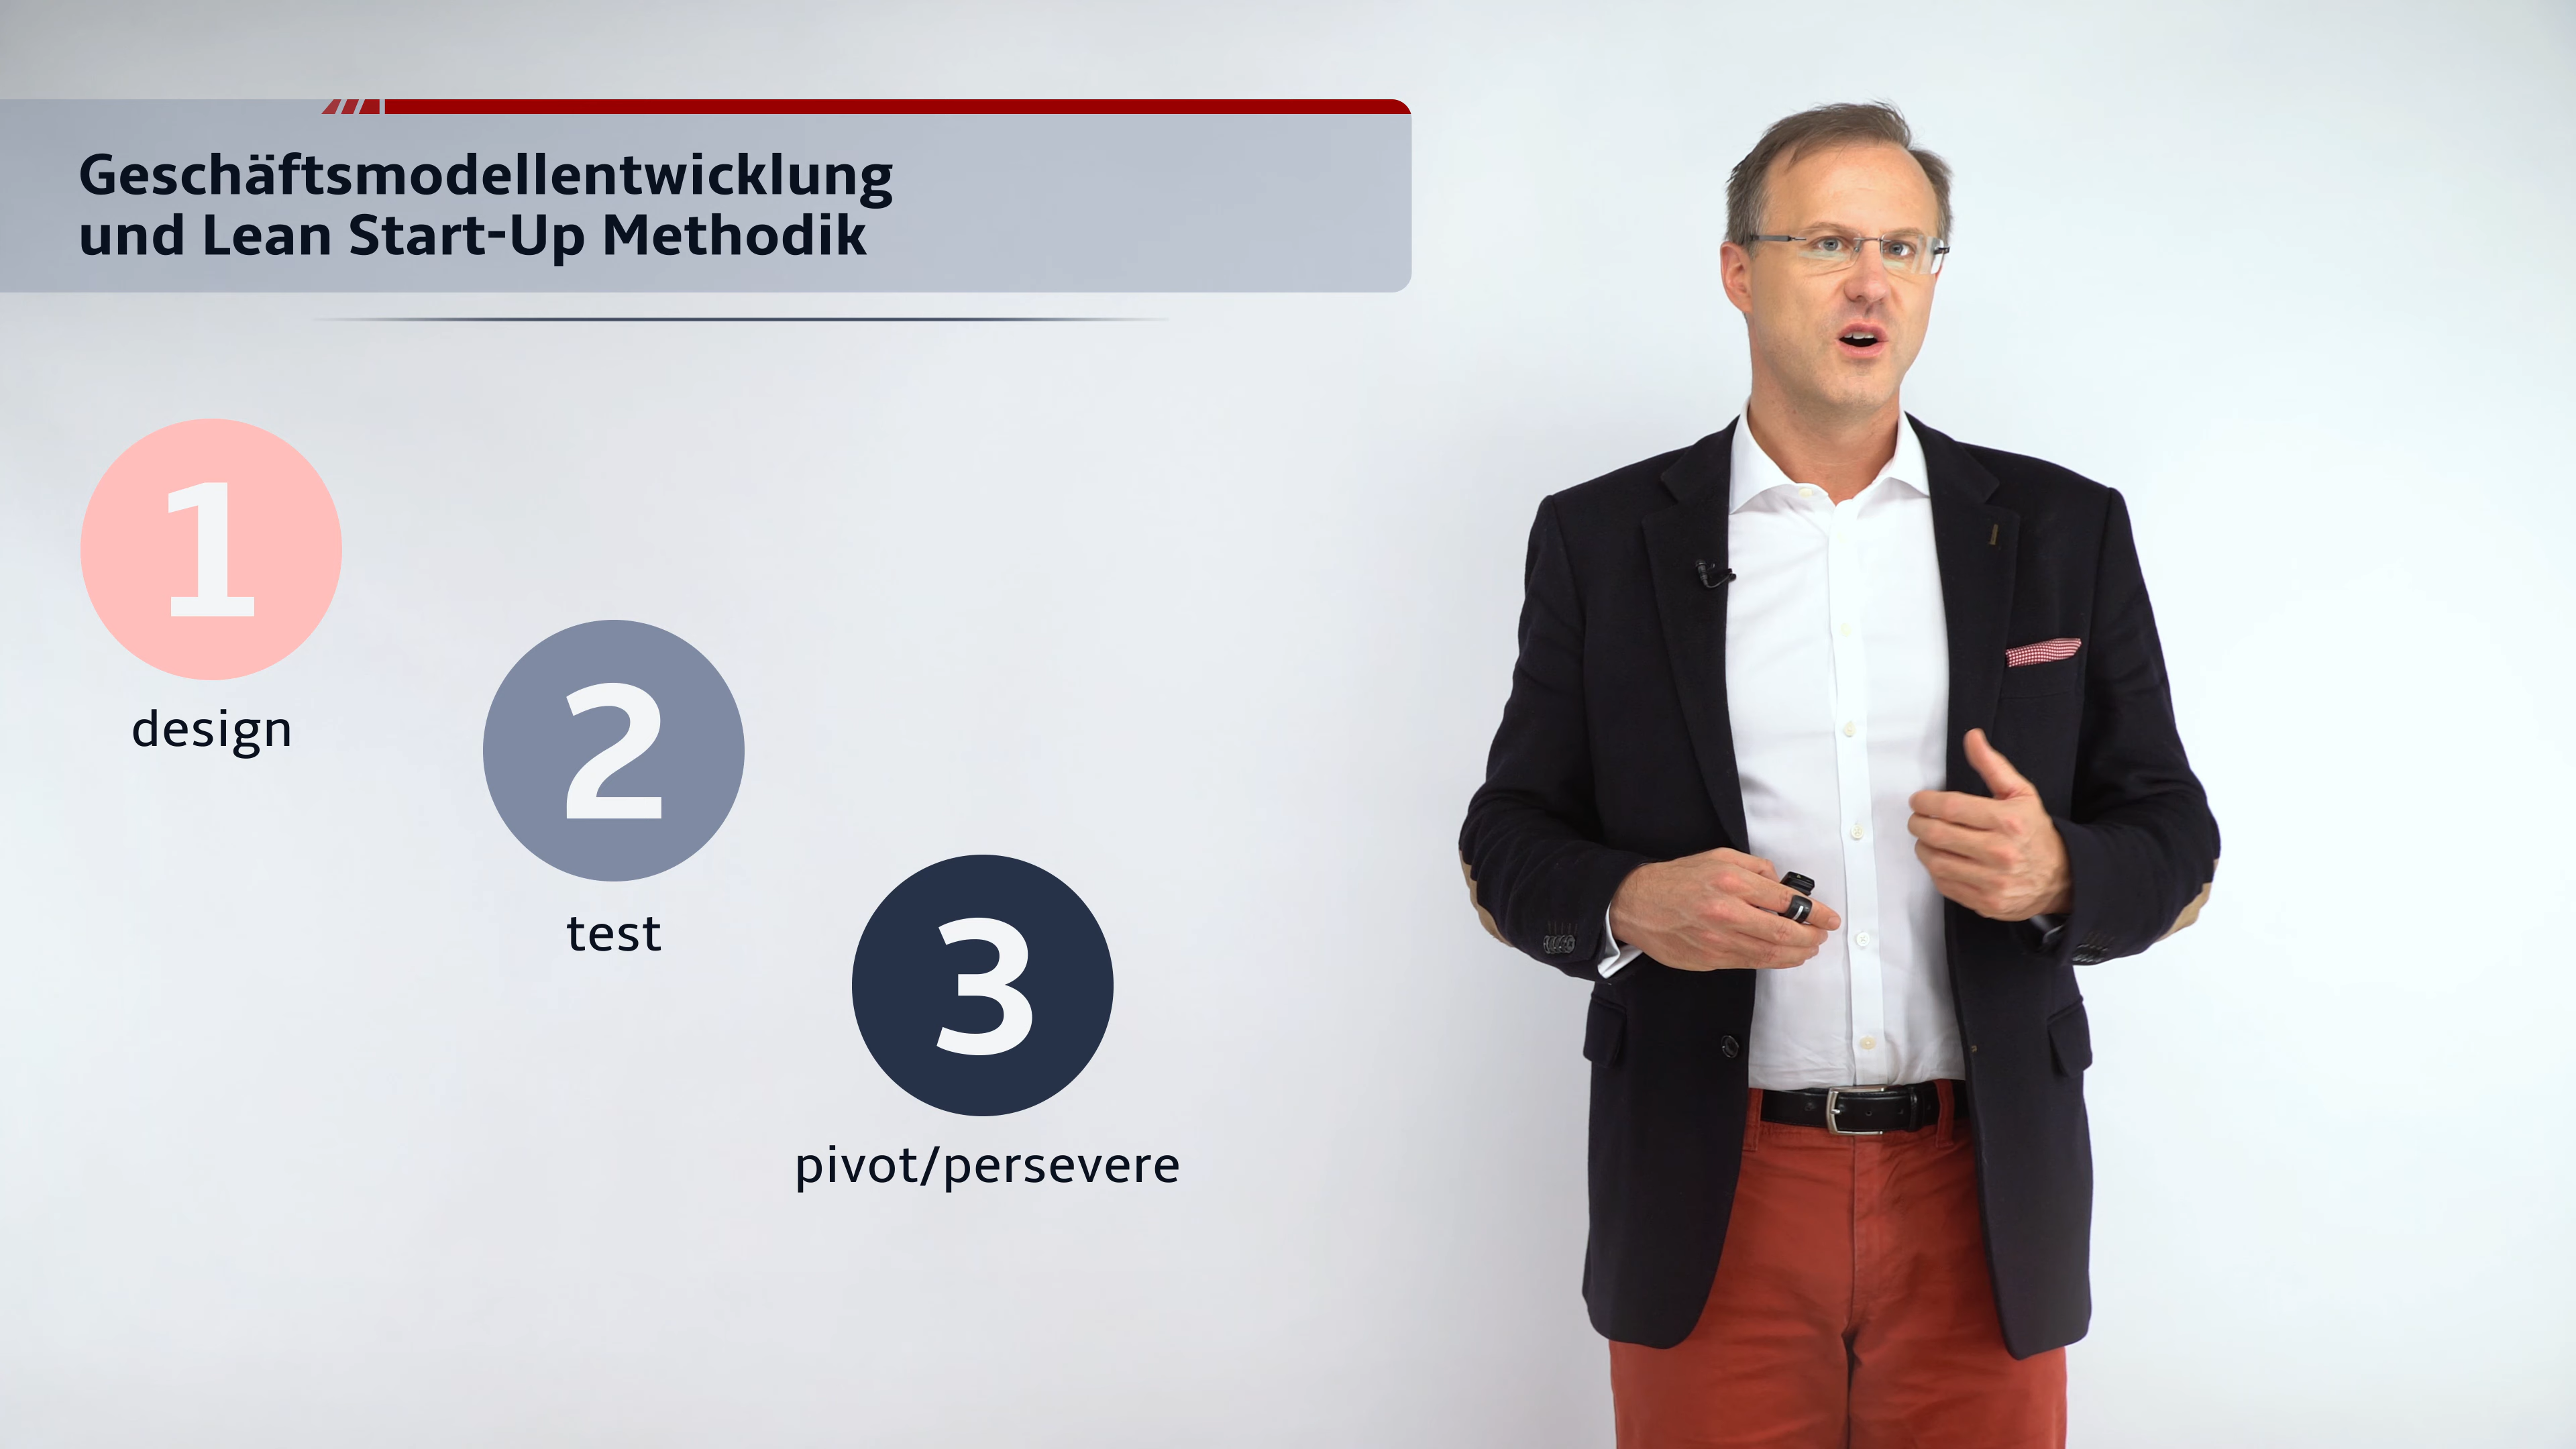 Geschäftsmodellentwicklung
und Lean Start-Up Methodik
1
design
2
test
3
pivot/persevere